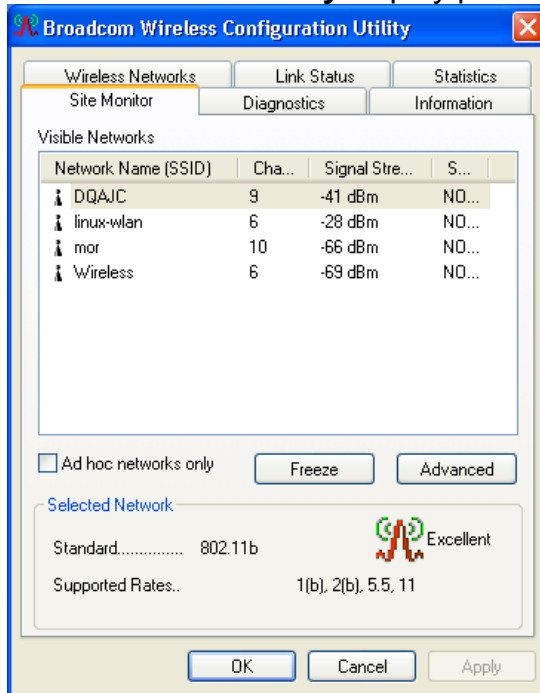 Broadcom Wireless Configuration Utility
Wireless Networks Link Status Statistics
Site Monitor Diagnostics Information
Visible Networks
Network Name (SSID) Cha... Signal Stre... S...
DQAJC 9 -41 dBm NO...
linux-wlan 6 -28 dBm NO...
mor 10 -66 dBm NO...
Wireless 6 -69 dBm NO...
Ad hoc networks only Freeze Advanced
Selected Network
Excellent
Standard.............. 802.11b
Supported Rates.. 1(b), 2(b), 5.5, 11
OK Cancel Apply